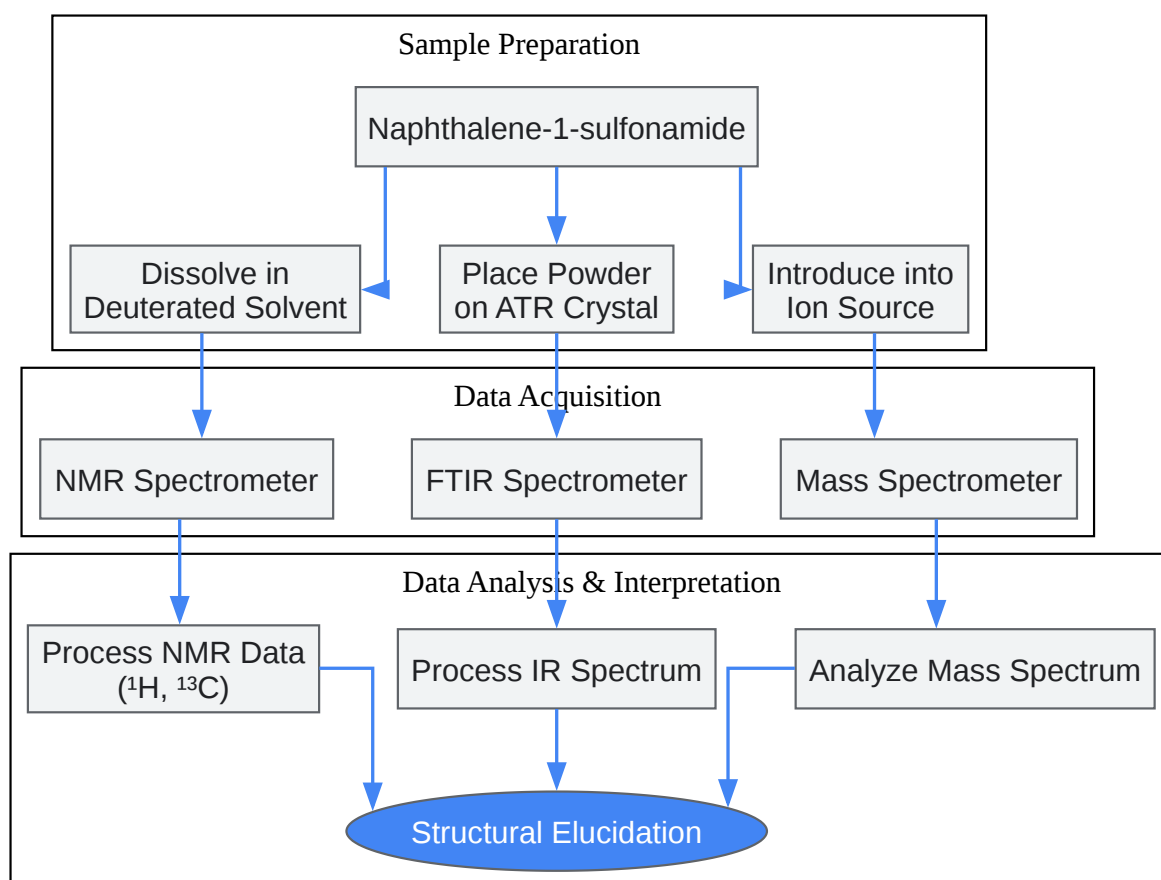 Sample Preparation
Naphthalene-1-sulfonamide
Dissolve in
Deuterated Solvent
Place Powder
on ATR Crystal
Introduce into
Ion Source
Data Acquisition
NMR Spectrometer
FTIR Spectrometer
Mass Spectrometer
Data Analysis & Interpretation
Process NMR Data
(¹H, ¹³C)
Process IR Spectrum
Analyze Mass Spectrum
Structural Elucidation